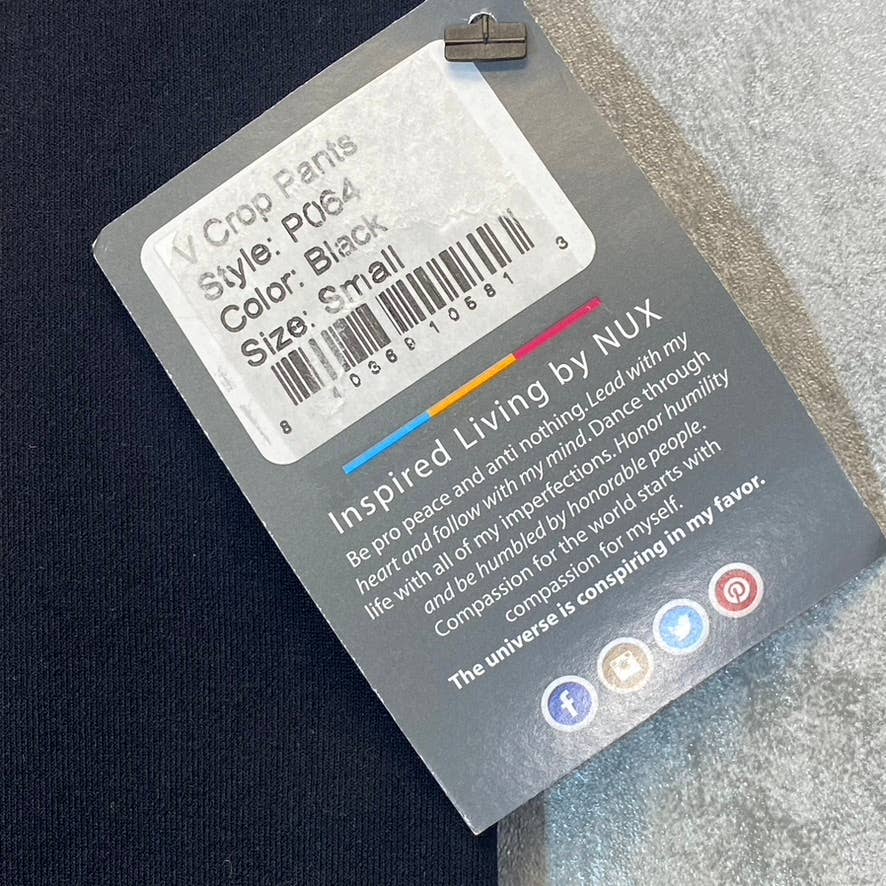 V Crop Pants
Style: P064
Color: Black
Size: Small
8 10369 10581 3
Inspired Living by NUX
Be pro peace and anti nothing. Lead with my
heart and follow with my mind. Dance through
life with all of my imperfections. Honor humility
and be humbled by honorable people.
Compassion for the world starts with
compassion for myself.
The universe is conspiring in my favor.